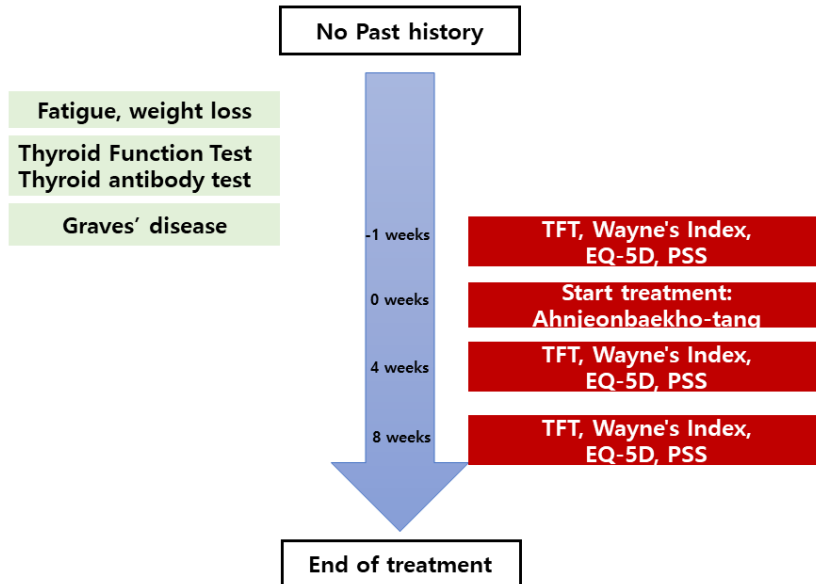 No Past history
Fatigue, weight loss
Thyroid Function Test
Thyroid antibody test
Graves’ disease
-1 weeks
TFT, Wayne's Index,
EQ-5D, PSS
0 weeks
Start treatment:
Ahnjeonbaekho-tang
4 weeks
TFT, Wayne's Index,
EQ-5D, PSS
8 weeks
TFT, Wayne's Index,
EQ-5D, PSS
End of treatment